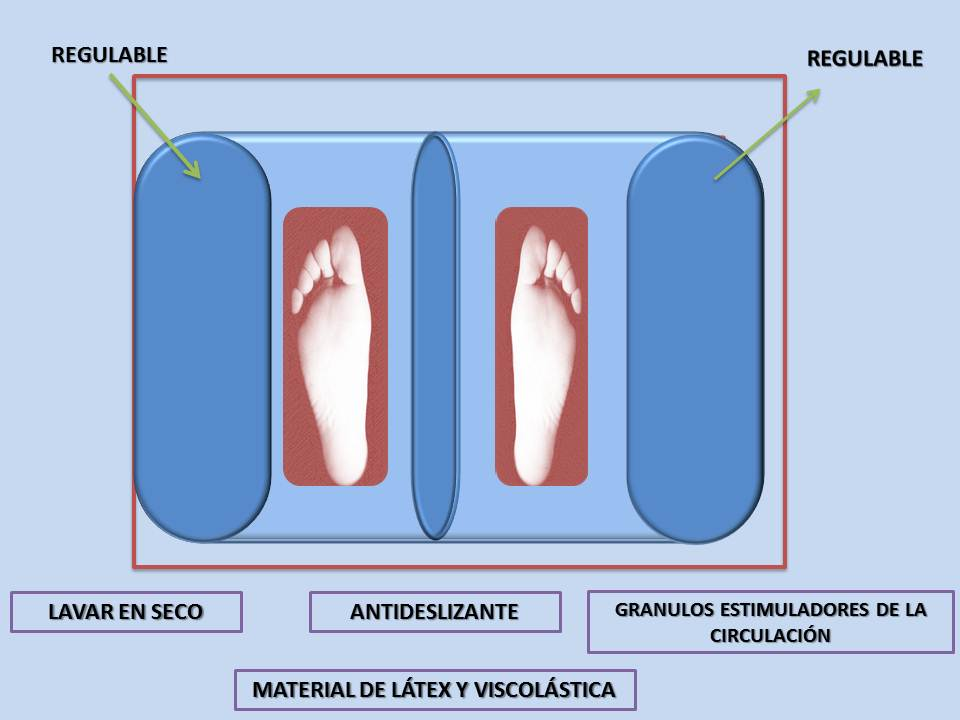 REGULABLE
REGULABLE
LAVAR EN SECO
ANTIDESLIZANTE
GRANULOS ESTIMULADORES DE LA
CIRCULACIÓN
MATERIAL DE LÁTEX Y VISCOLÁSTICA